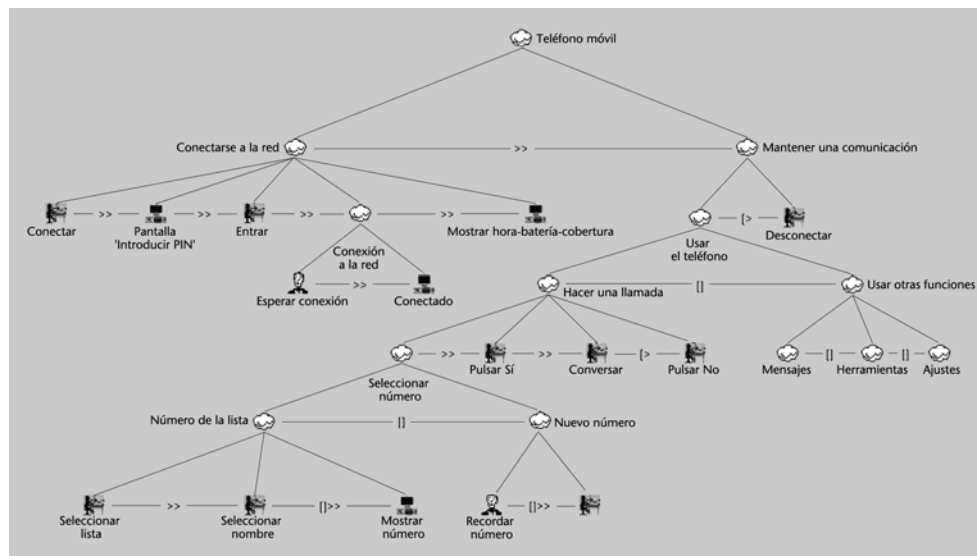 Teléfono móvil
Conectarse a la red
>>
Mantener una comunicación
Conectar
>>
Pantalla
'Introducir PIN'
>>
Entrar
>>
>>
Mostrar hora-batería-cobertura
Usar
el teléfono
[>
Desconectar
Conexión
a la red
Esperar conexión
>>
Conectado
Hacer una llamada
[]
Usar otras funciones
Seleccionar
número
>>
Pulsar Sí
>>
Conversar
[>
Pulsar No
Mensajes
[]
Herramientas
[]
Ajustes
Número de la lista
[]
Nuevo número
Seleccionar
lista
>>
Seleccionar
nombre
[]>>
Mostrar
número
Recordar
número
[]>>